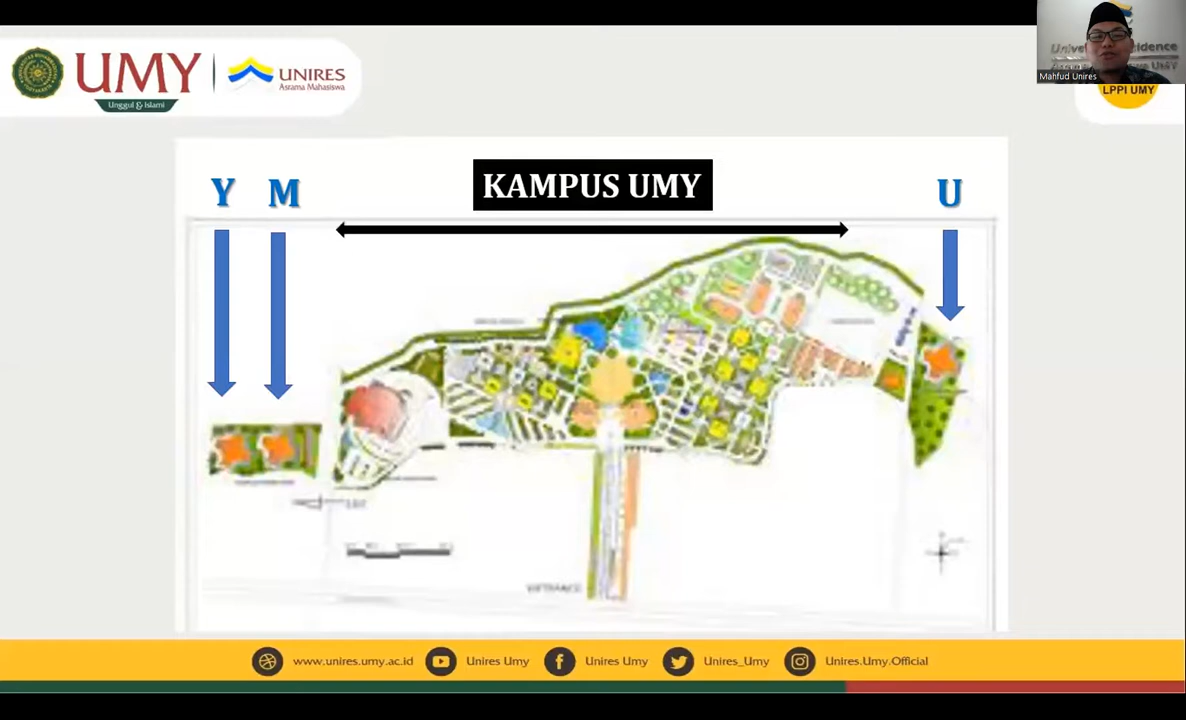 UMY
Unggul & Islami
UNIRES
Asrama Mahasiswa
Mahfud Unires
LPPI UMY
KAMPUS UMY
Y M
U
ENTRANCE
www.unires.umy.ac.id
Unires Umy
Unires Umy
Unires_Umy
Unires.Umy.Official